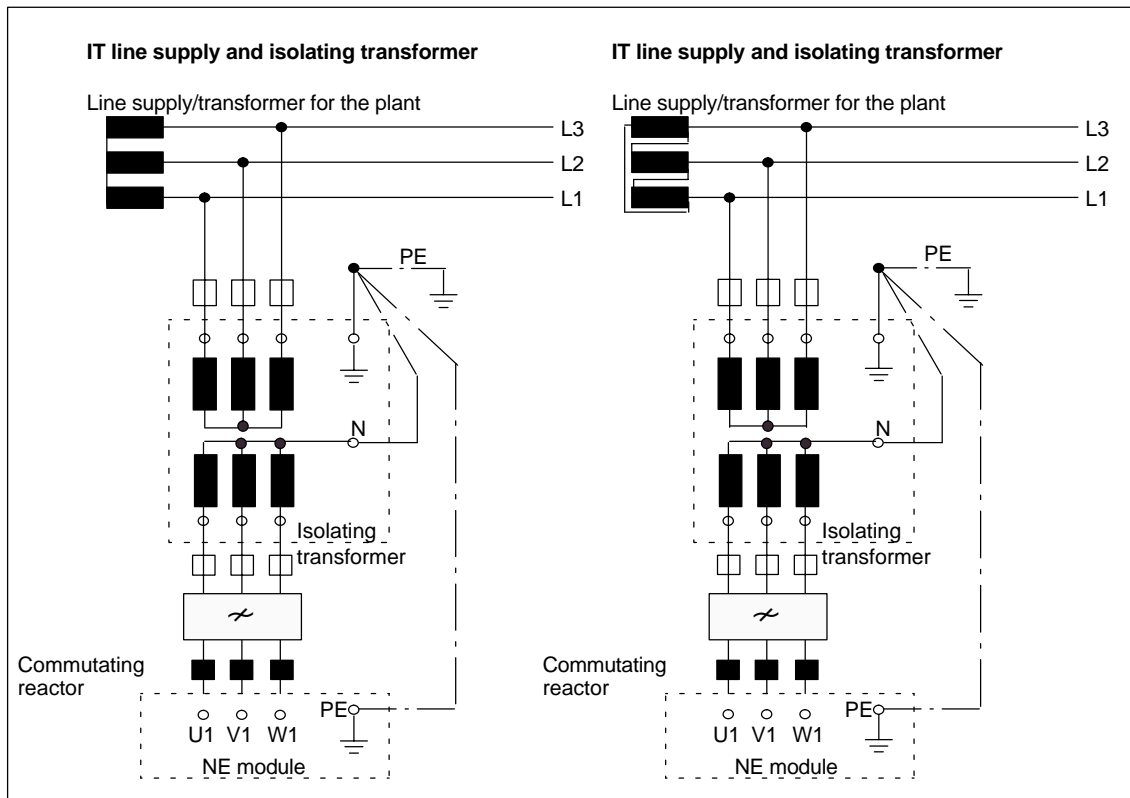 IT line supply and isolating transformer
Line supply/transformer for the plant
L3
L2
L1
PE
N
Isolating
transformer
Commutating
reactor
PE
U1 V1 W1
NE module
IT line supply and isolating transformer
Line supply/transformer for the plant
L3
L2
L1
PE
N
Isolating
transformer
Commutating
reactor
PE
U1 V1 W1
NE module